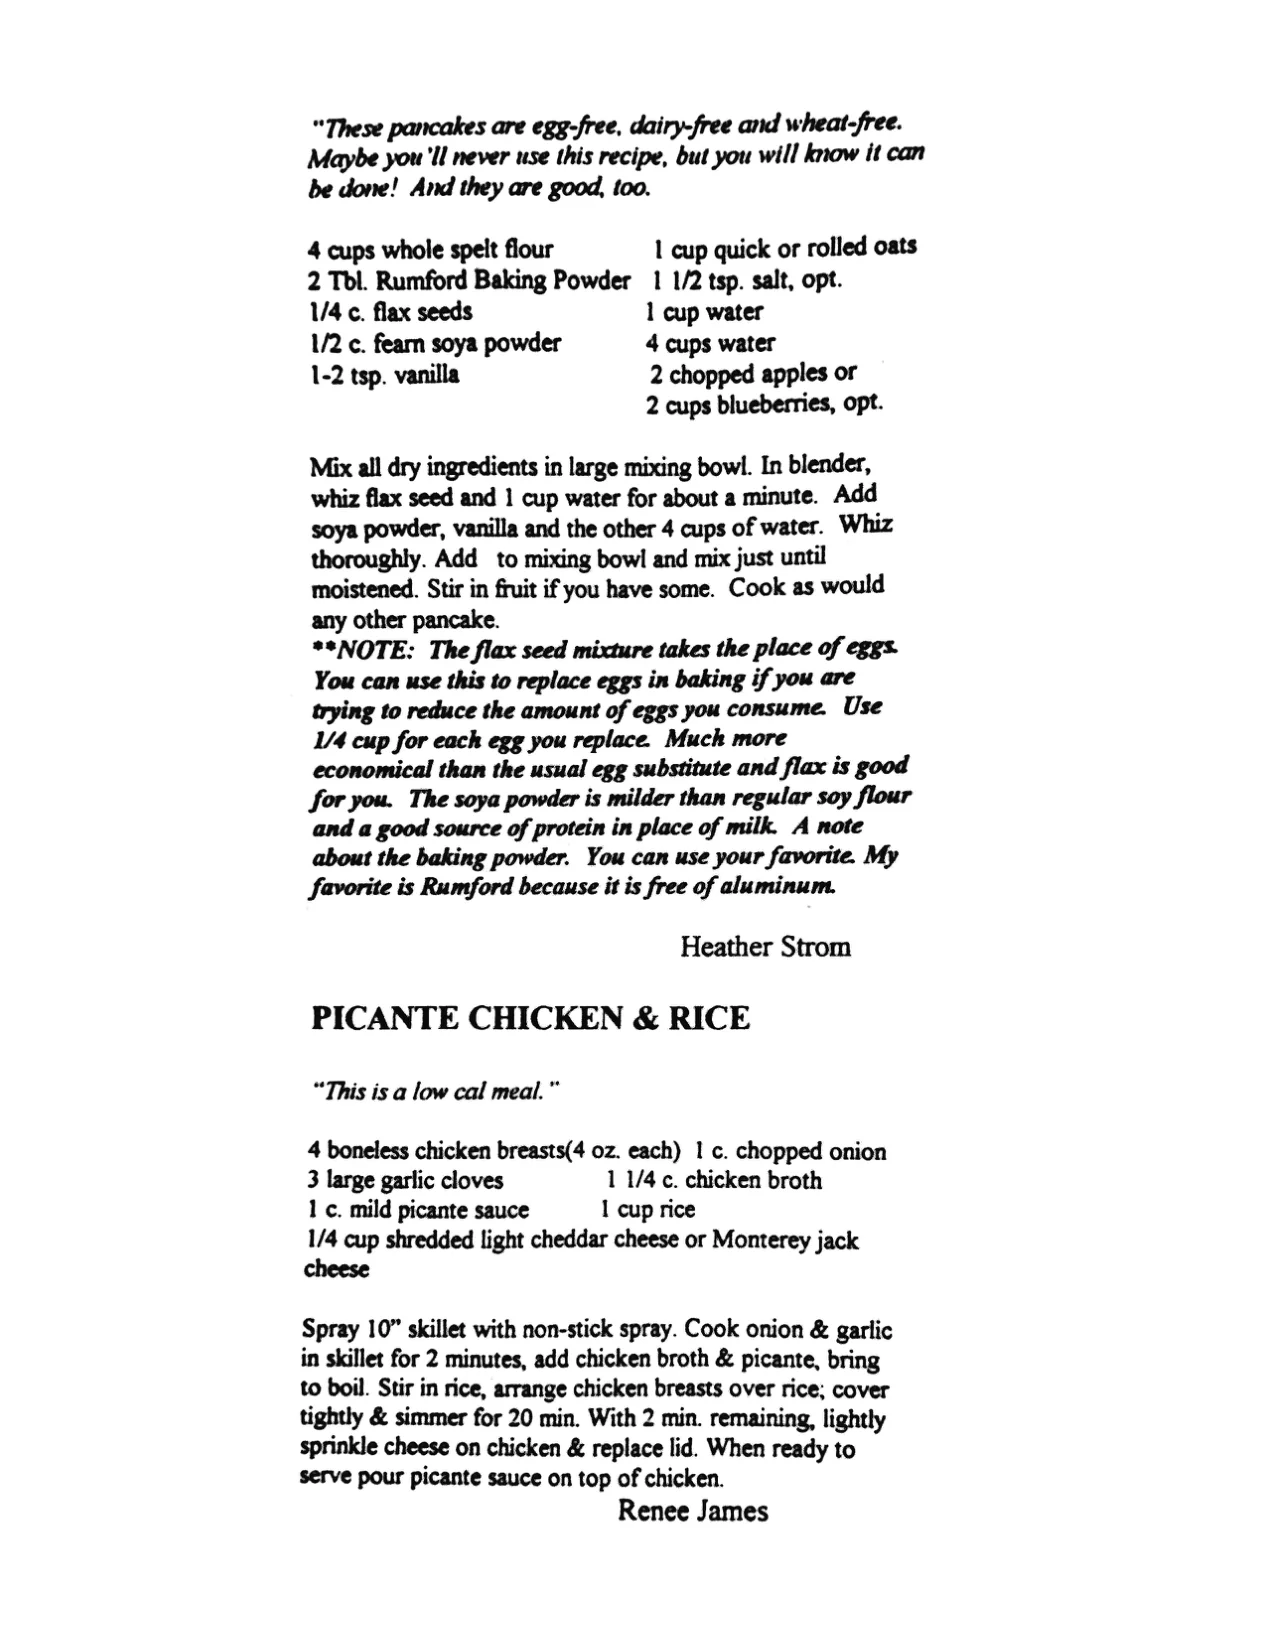 "These pancakes are egg-free, dairy-free and wheat-free.
Maybe you'll never use this recipe, but you will know it can
be done! And they are good, too.
4 cups whole spelt flour 1 cup quick or rolled oats
2 Tbl. Rumford Baking Powder 1 1/2 tsp. salt, opt.
1/4 c. flax seeds 1 cup water
1/2 c. fearn soya powder 4 cups water
1-2 tsp. vanilla 2 chopped apples or
2 cups blueberries, opt.
Mix all dry ingredients in large mixing bowl. In blender,
whiz flax seed and 1 cup water for about a minute. Add
soya powder, vanilla and the other 4 cups of water. Whiz
thoroughly. Add to mixing bowl and mix just until
moistened. Stir in fruit if you have some. Cook as would
any other pancake.
**NOTE: The flax seed mixture takes the place of eggs.
You can use this to replace eggs in baking if you are
trying to reduce the amount of eggs you consume. Use
1/4 cup for each egg you replace. Much more
economical than the usual egg substitute and flax is good
for you. The soya powder is milder than regular soy flour
and a good source of protein in place of milk. A note
about the baking powder. You can use your favorite. My
favorite is Rumford because it is free of aluminum.
Heather Strom
PICANTE CHICKEN & RICE
"This is a low cal meal."
4 boneless chicken breasts(4 oz. each) 1 c. chopped onion
3 large garlic cloves 1 1/4 c. chicken broth
1 c. mild picante sauce 1 cup rice
1/4 cup shredded light cheddar cheese or Monterey jack
cheese
Spray 10" skillet with non-stick spray. Cook onion & garlic
in skillet for 2 minutes, add chicken broth & picante, bring
to boil. Stir in rice, arrange chicken breasts over rice; cover
tightly & simmer for 20 min. With 2 min. remaining, lightly
sprinkle cheese on chicken & replace lid. When ready to
serve pour picante sauce on top of chicken.
Renee James